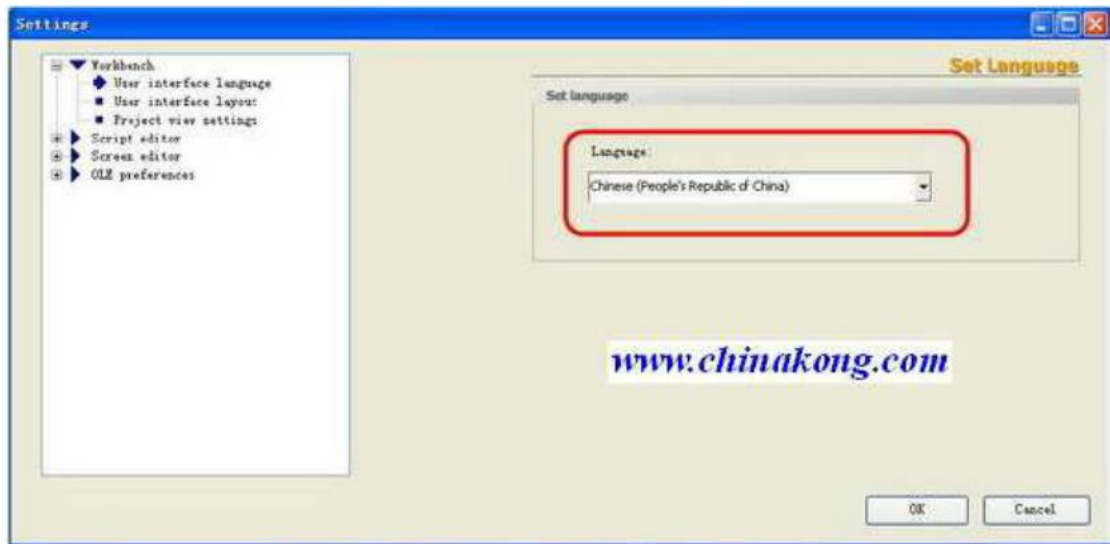 Settings
Workbench
User interface language
User interface layout
Project view settings
Script editor
Screen editor
OLE preferences
Set Language
Set language
Language:
Chinese (People's Republic of China)
www.chinakong.com
OK
Cancel